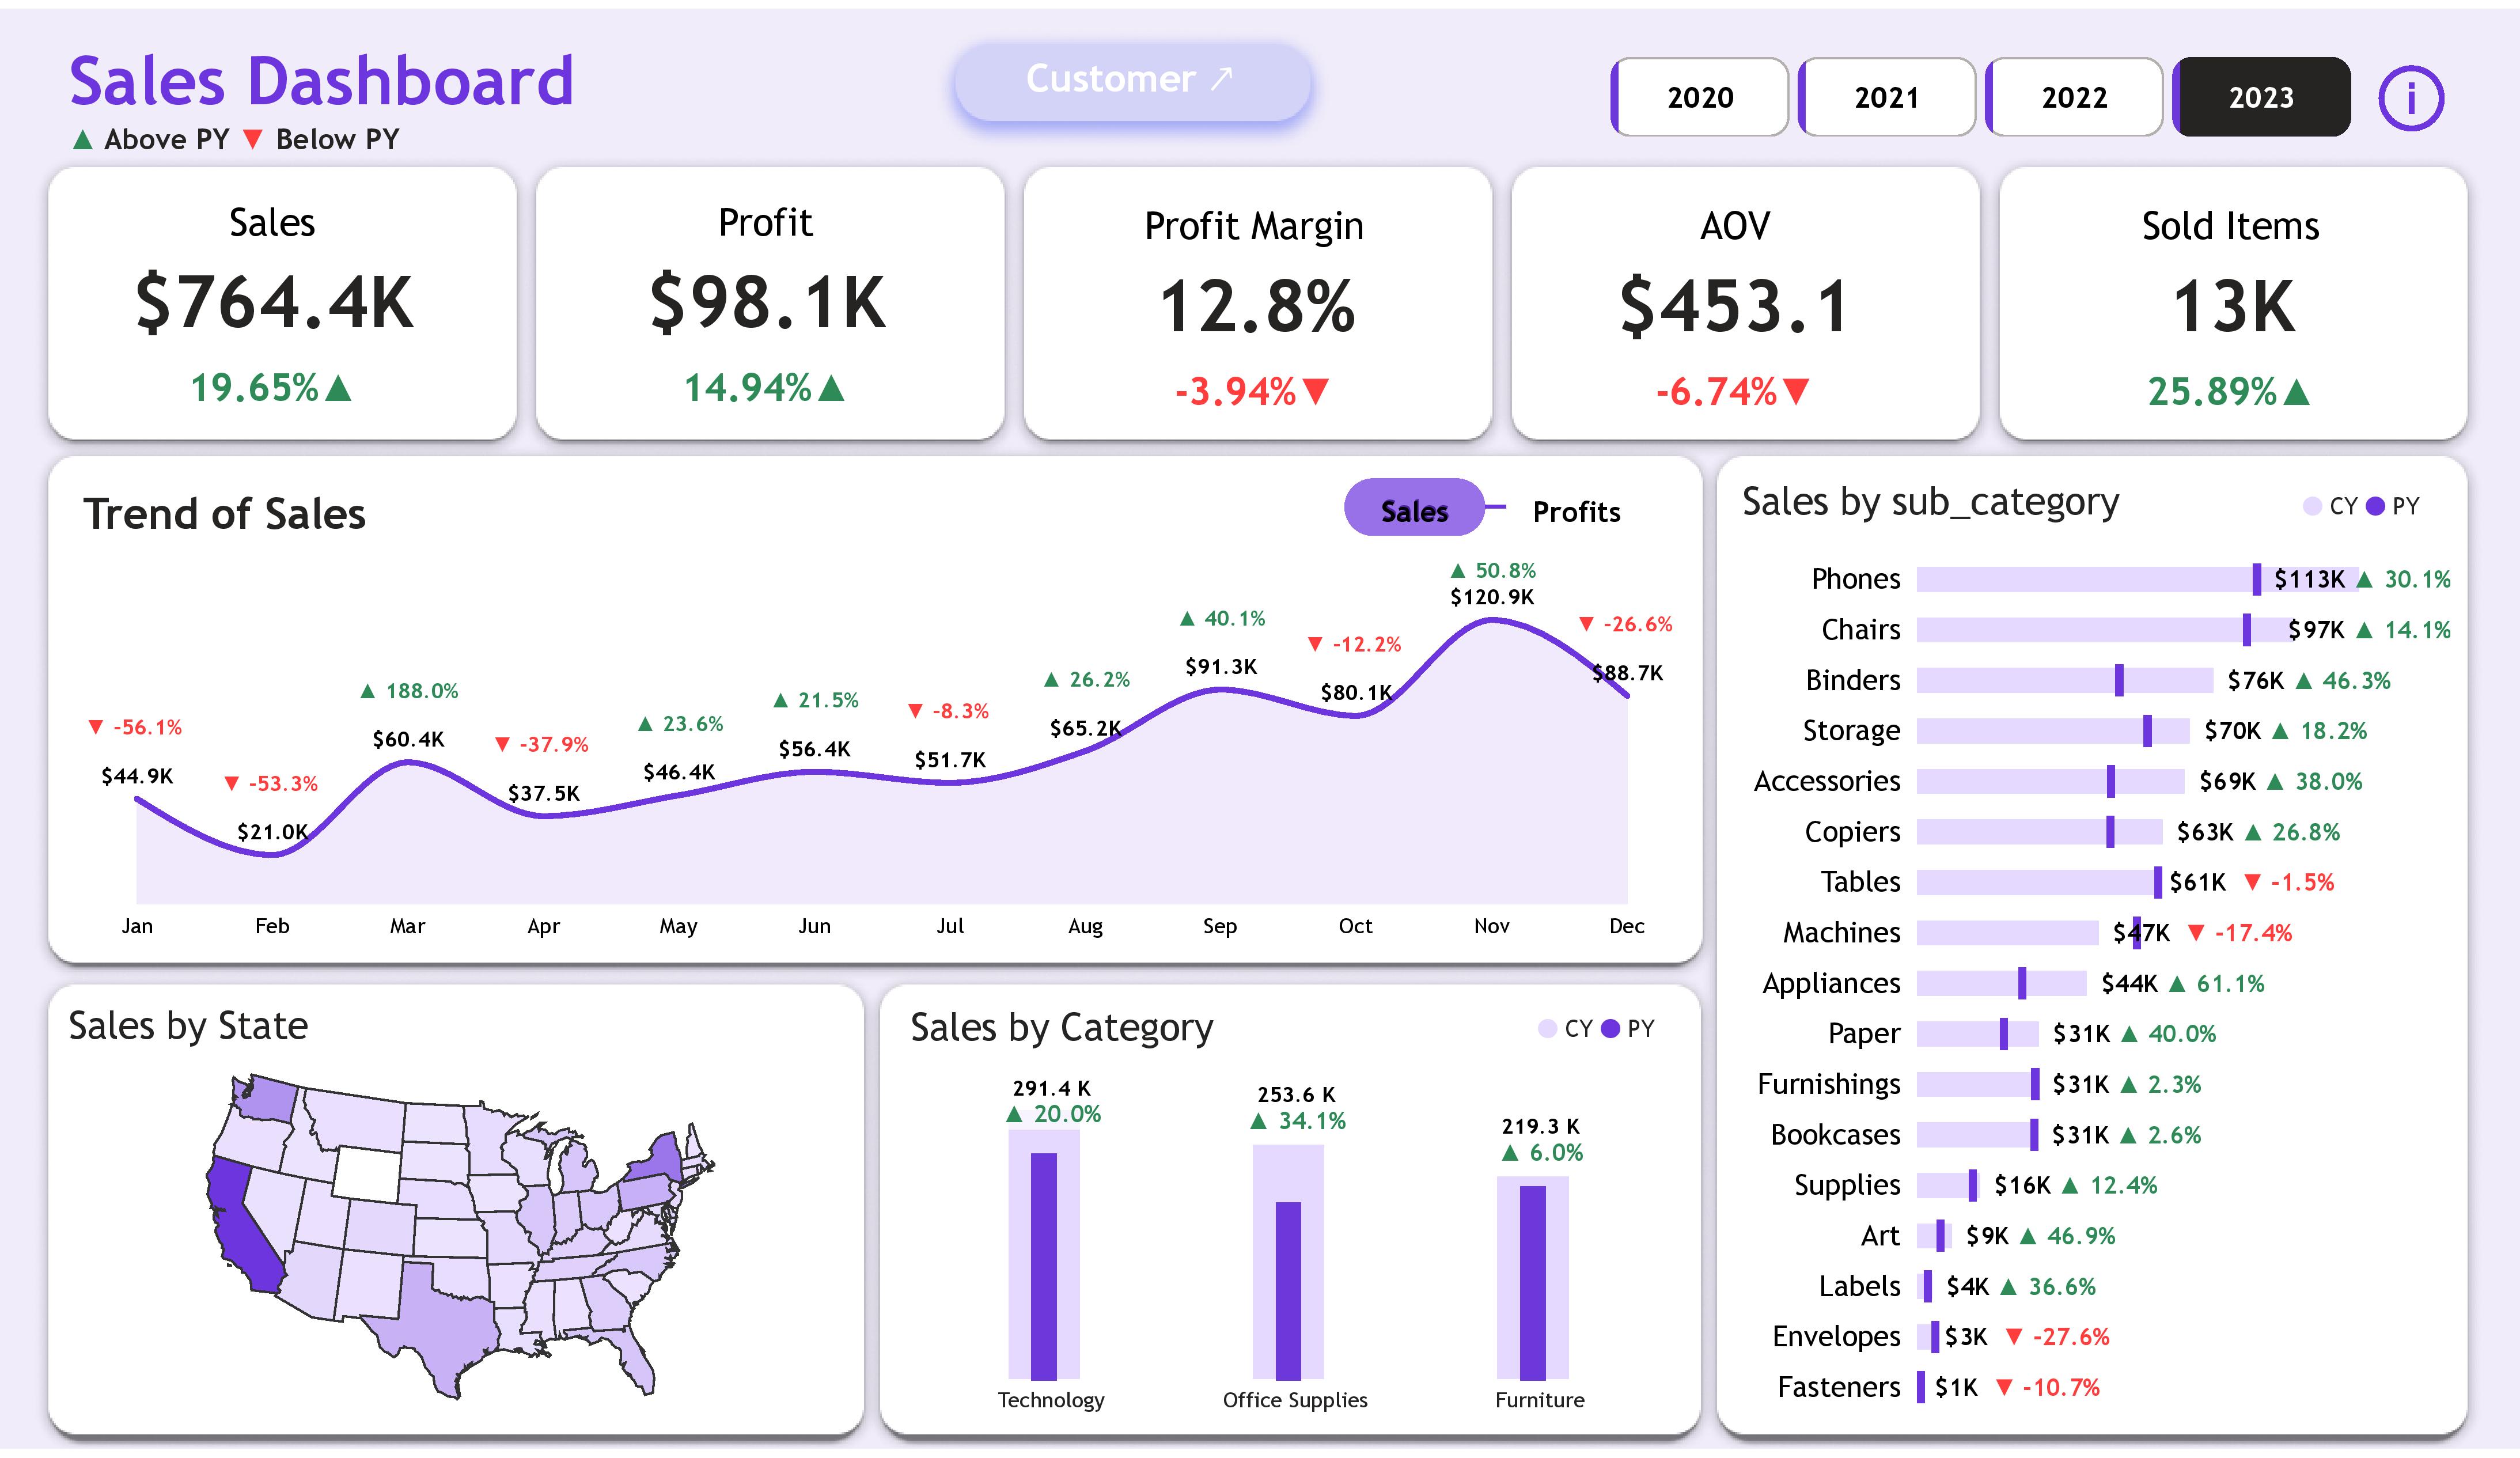 Sales Dashboard
▲ Above PY ▼ Below PY
Customer ↗
2020
2021
2022
2023
i
Sales
$764.4K
19.65%▲
Profit
$98.1K
14.94%▲
Profit Margin
12.8%
-3.94%▼
AOV
$453.1
-6.74%▼
Sold Items
13K
25.89%▲
Trend of Sales
Sales
Profits
▼ -56.1%
$44.9K
▼ -53.3%
$21.0K
▲ 188.0%
$60.4K
▼ -37.9%
$37.5K
▲ 23.6%
$46.4K
▲ 21.5%
$56.4K
▼ -8.3%
$51.7K
▲ 26.2%
$65.2K
▲ 40.1%
$91.3K
▼ -12.2%
$80.1K
▲ 50.8%
$120.9K
▼ -26.6%
$88.7K
Jan Feb Mar Apr May Jun Jul Aug Sep Oct Nov Dec
Sales by sub_category
CY PY
Phones $113K ▲ 30.1%
Chairs $97K ▲ 14.1%
Binders $76K ▲ 46.3%
Storage $70K ▲ 18.2%
Accessories $69K ▲ 38.0%
Copiers $63K ▲ 26.8%
Tables $61K ▼ -1.5%
Machines $47K ▼ -17.4%
Appliances $44K ▲ 61.1%
Paper $31K ▲ 40.0%
Furnishings $31K ▲ 2.3%
Bookcases $31K ▲ 2.6%
Supplies $16K ▲ 12.4%
Art $9K ▲ 46.9%
Labels $4K ▲ 36.6%
Envelopes $3K ▼ -27.6%
Fasteners $1K ▼ -10.7%
Sales by State
Sales by Category
CY PY
291.4 K
▲ 20.0%
253.6 K
▲ 34.1%
219.3 K
▲ 6.0%
Technology
Office Supplies
Furniture